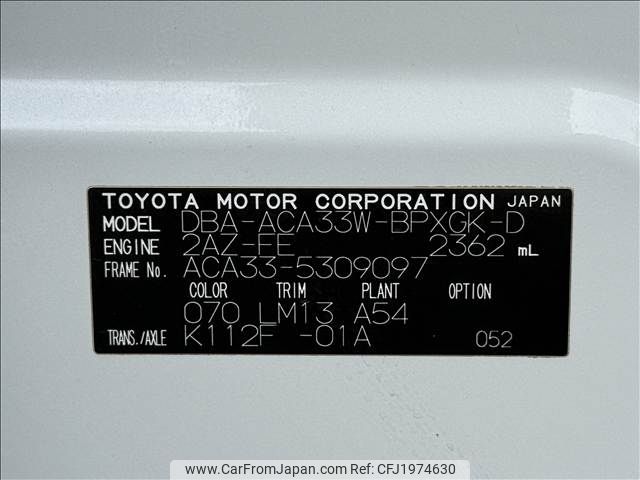 TOYOTA MOTOR CORPORATION JAPAN
MODEL DBA-ACA33W-BPXGK-D
ENGINE 2AZ-FE 2362 mL
FRAME No. ACA33-5309097
COLOR TRIM PLANT OPTION
070 LM13 A54
TRANS./AXLE K112F -01A 052
www.CarFromJapan.com
© CarFromJapan - CFJ1974630